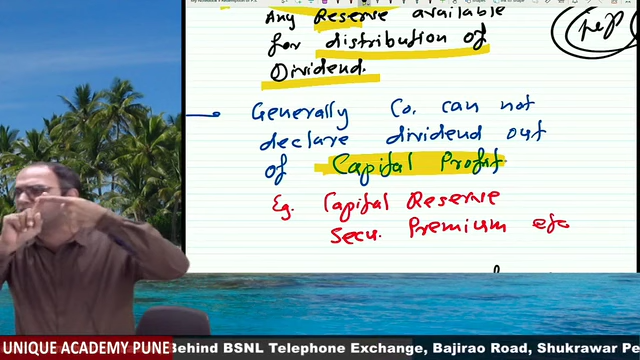 Any Reserve available
for distribution of
Dividend.
Generally Co. can not
declare dividend out
of Capital Profit
Eg. Capital Reserve
Secu. Premium etc
UNIQUE ACADEMY PUNE
Behind BSNL Telephone Exchange, Bajirao Road, Shukrawar Pe